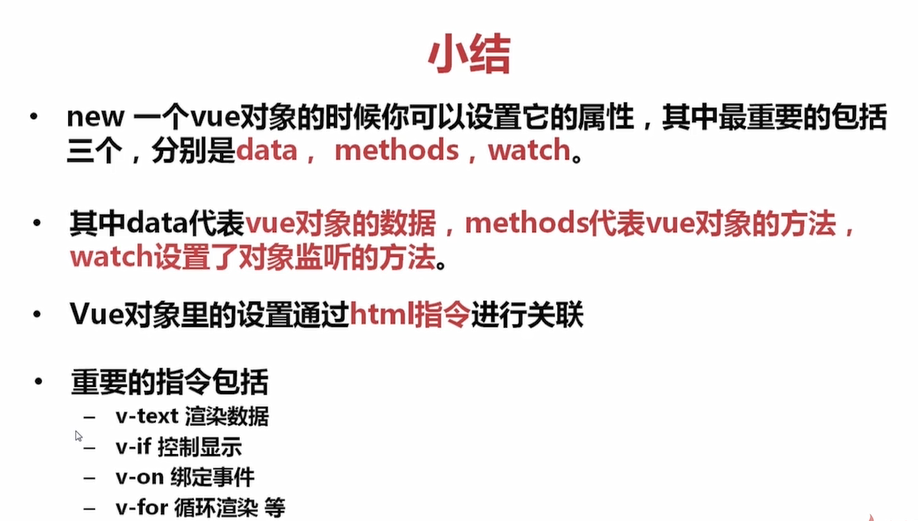 小结
• new 一个vue对象的时候你可以设置它的属性，其中最重要的包括
三个，分别是data， methods，watch。
• 其中data代表vue对象的数据，methods代表vue对象的方法，
watch设置了对象监听的方法。
• Vue对象里的设置通过html指令进行关联
• 重要的指令包括
– v-text 渲染数据
– v-if 控制显示
– v-on 绑定事件
– v-for 循环渲染 等